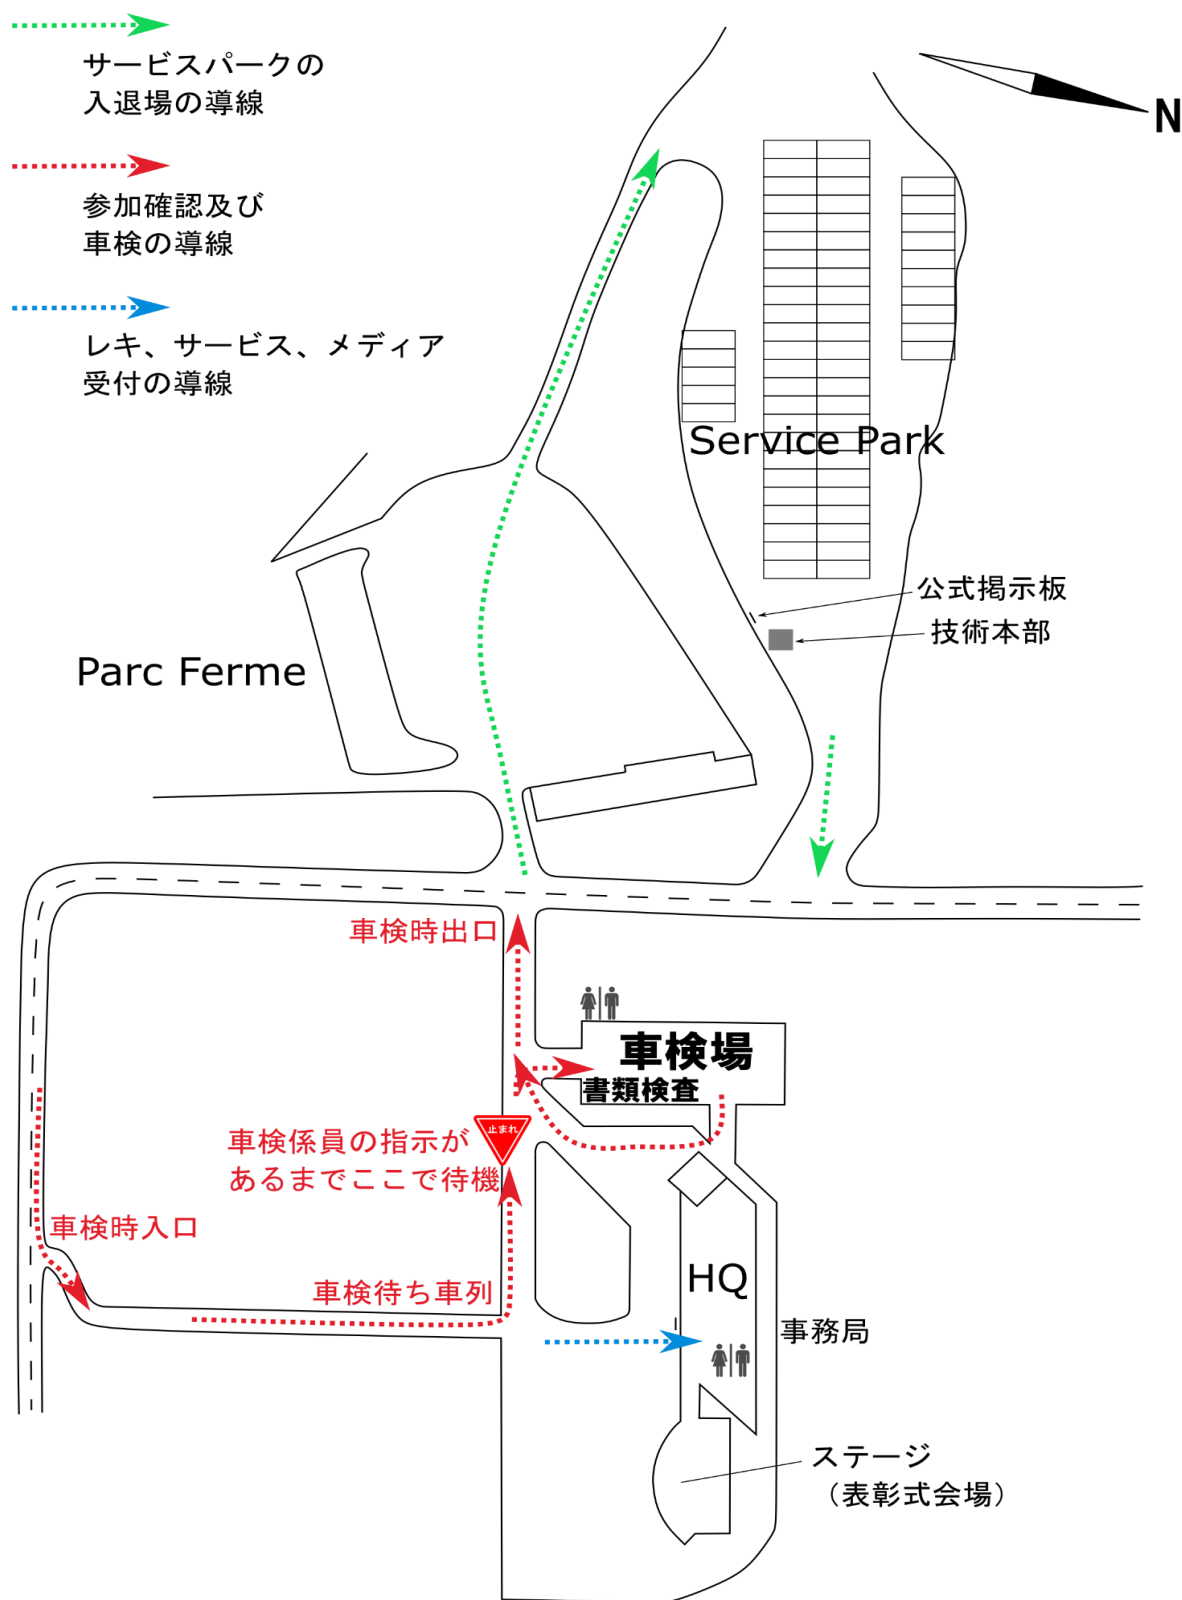 サービスパークの
入退場の導線
N
参加確認及び
車検の導線
レキ、サービス、メディア
受付の導線
Service Park
公式掲示板
技術本部
Parc Ferme
車検時出口
車検場
書類検査
止まれ
車検係員の指示が
あるまでここで待機
車検時入口
車検待ち車列
HQ
事務局
ステージ
（表彰式会場）